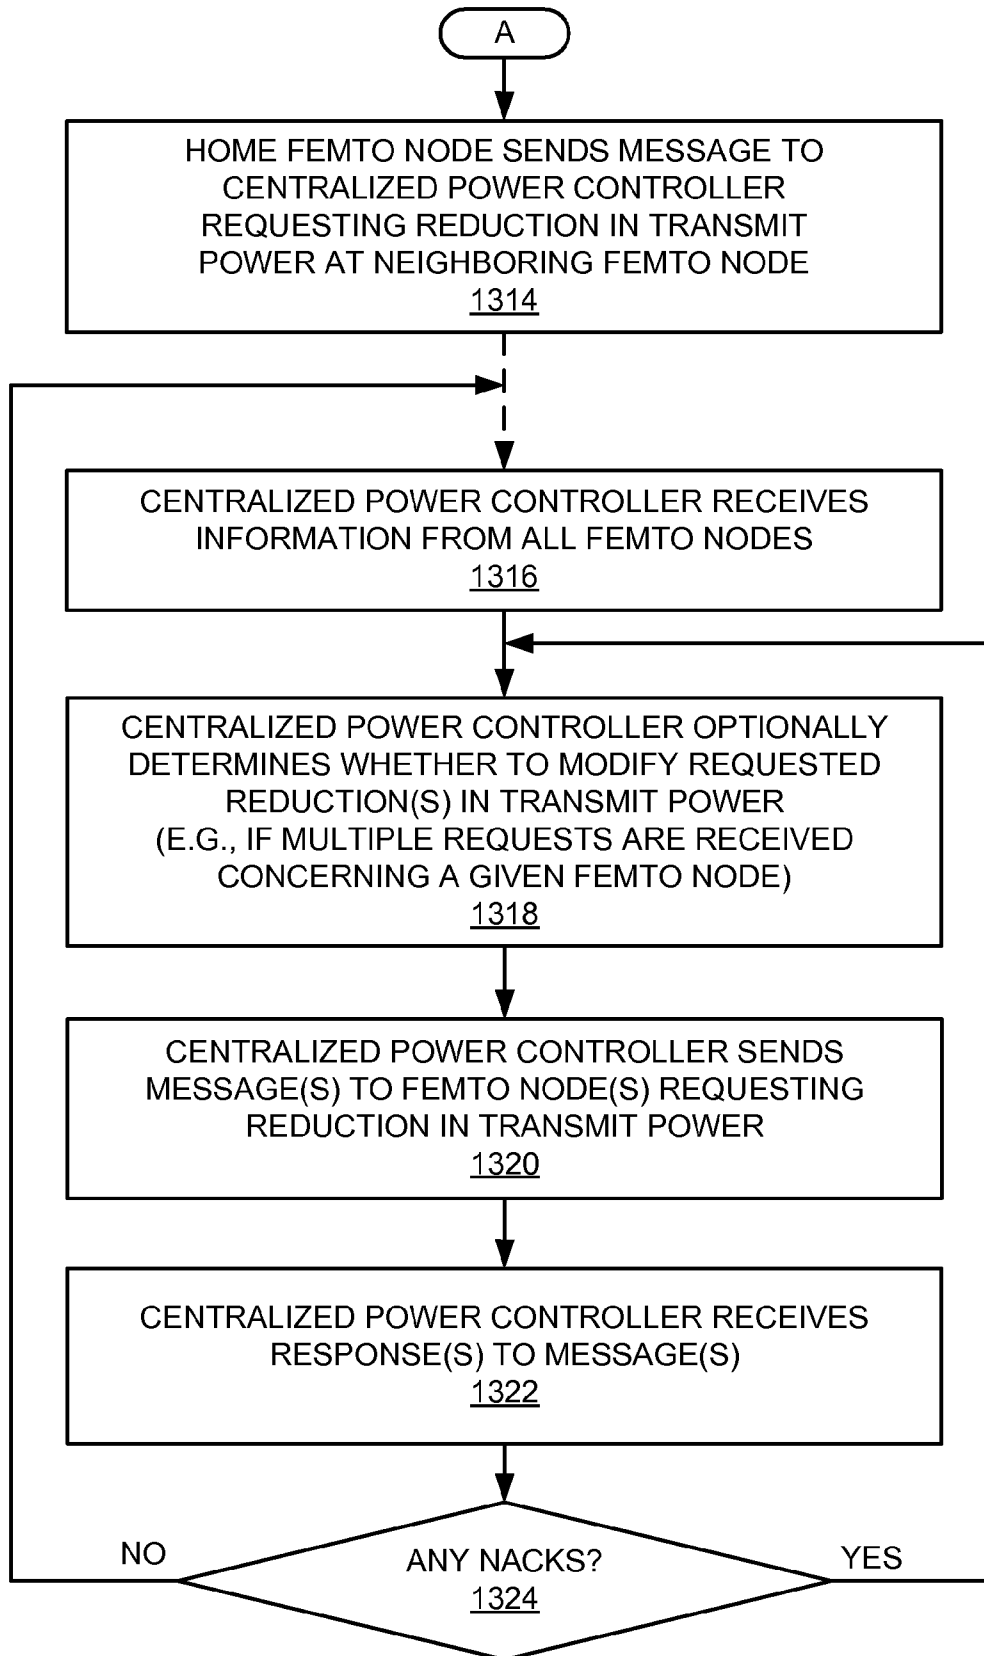 A
HOME FEMTO NODE SENDS MESSAGE TO
CENTRALIZED POWER CONTROLLER
REQUESTING REDUCTION IN TRANSMIT
POWER AT NEIGHBORING FEMTO NODE
1314
CENTRALIZED POWER CONTROLLER RECEIVES
INFORMATION FROM ALL FEMTO NODES
1316
CENTRALIZED POWER CONTROLLER OPTIONALLY
DETERMINES WHETHER TO MODIFY REQUESTED
REDUCTION(S) IN TRANSMIT POWER
(E.G., IF MULTIPLE REQUESTS ARE RECEIVED
CONCERNING A GIVEN FEMTO NODE)
1318
CENTRALIZED POWER CONTROLLER SENDS
MESSAGE(S) TO FEMTO NODE(S) REQUESTING
REDUCTION IN TRANSMIT POWER
1320
CENTRALIZED POWER CONTROLLER RECEIVES
RESPONSE(S) TO MESSAGE(S)
1322
NO
ANY NACKS?
YES
1324